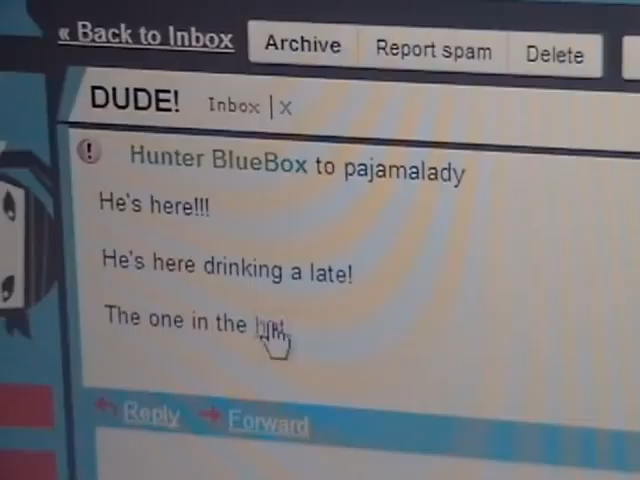 « Back to Inbox
Archive
Report spam
Delete
DUDE!
Inbox | X
!
Hunter BlueBox to pajamalady
He's here!!!
He's here drinking a late!
The one in the
Reply
Forward